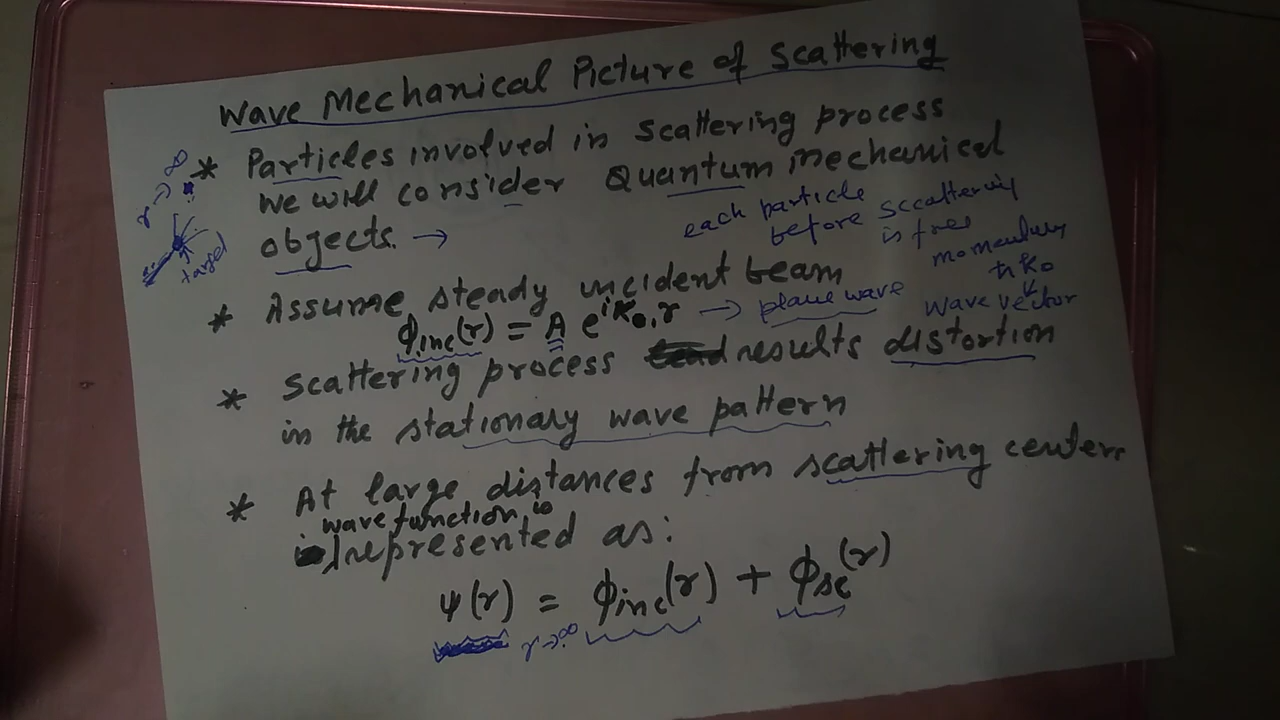 Wave Mechanical Picture of Scattering
* Particles involved in scattering process
we will consider Quantum mechanical
objects. →
each particle
before sccattering
is free
momentum
ħk₀
wave vector
r→∞
target
* Assume steady incident beam
ϕinc(r) = A e^{ik₀.r} → plane wave
* Scattering process results distortion
in the stationary wave pattern
* At large distances from scattering center
wave function is
represented as:
ψ(r) = ϕinc(r) + ϕsc(r)
r→∞